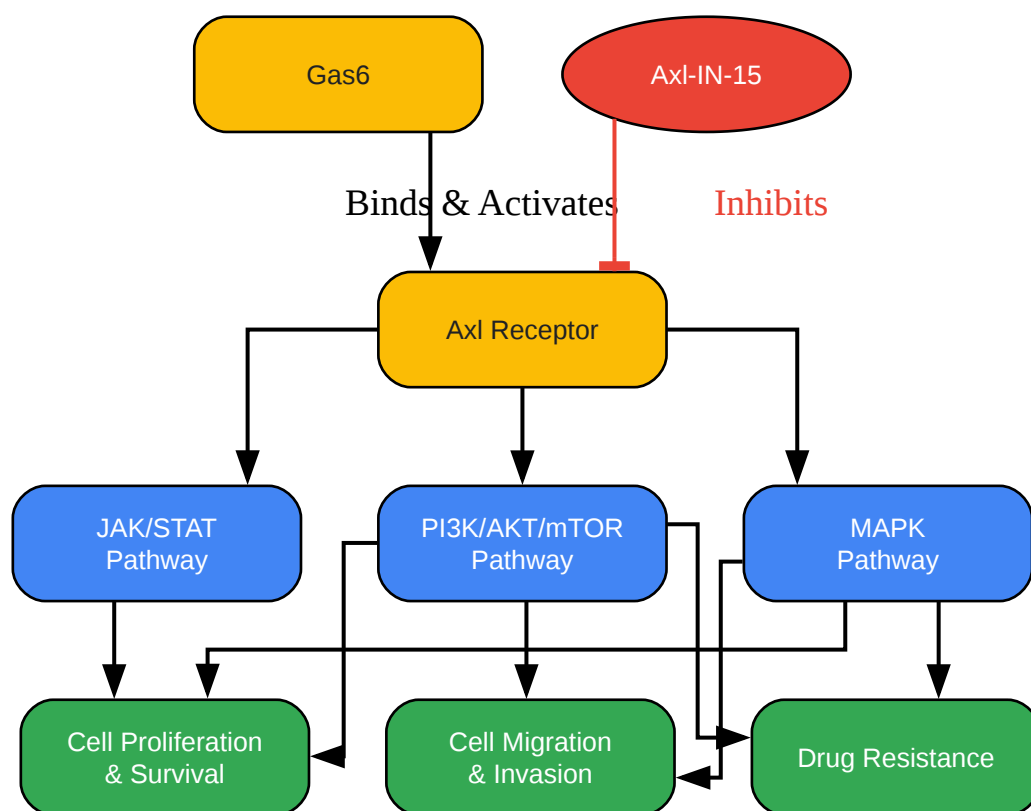 Gas6
Axl-IN-15
Binds & Activates
Inhibits
Axl Receptor
JAK/STAT
Pathway
PI3K/AKT/mTOR
Pathway
MAPK
Pathway
Cell Proliferation
& Survival
Cell Migration
& Invasion
Drug Resistance